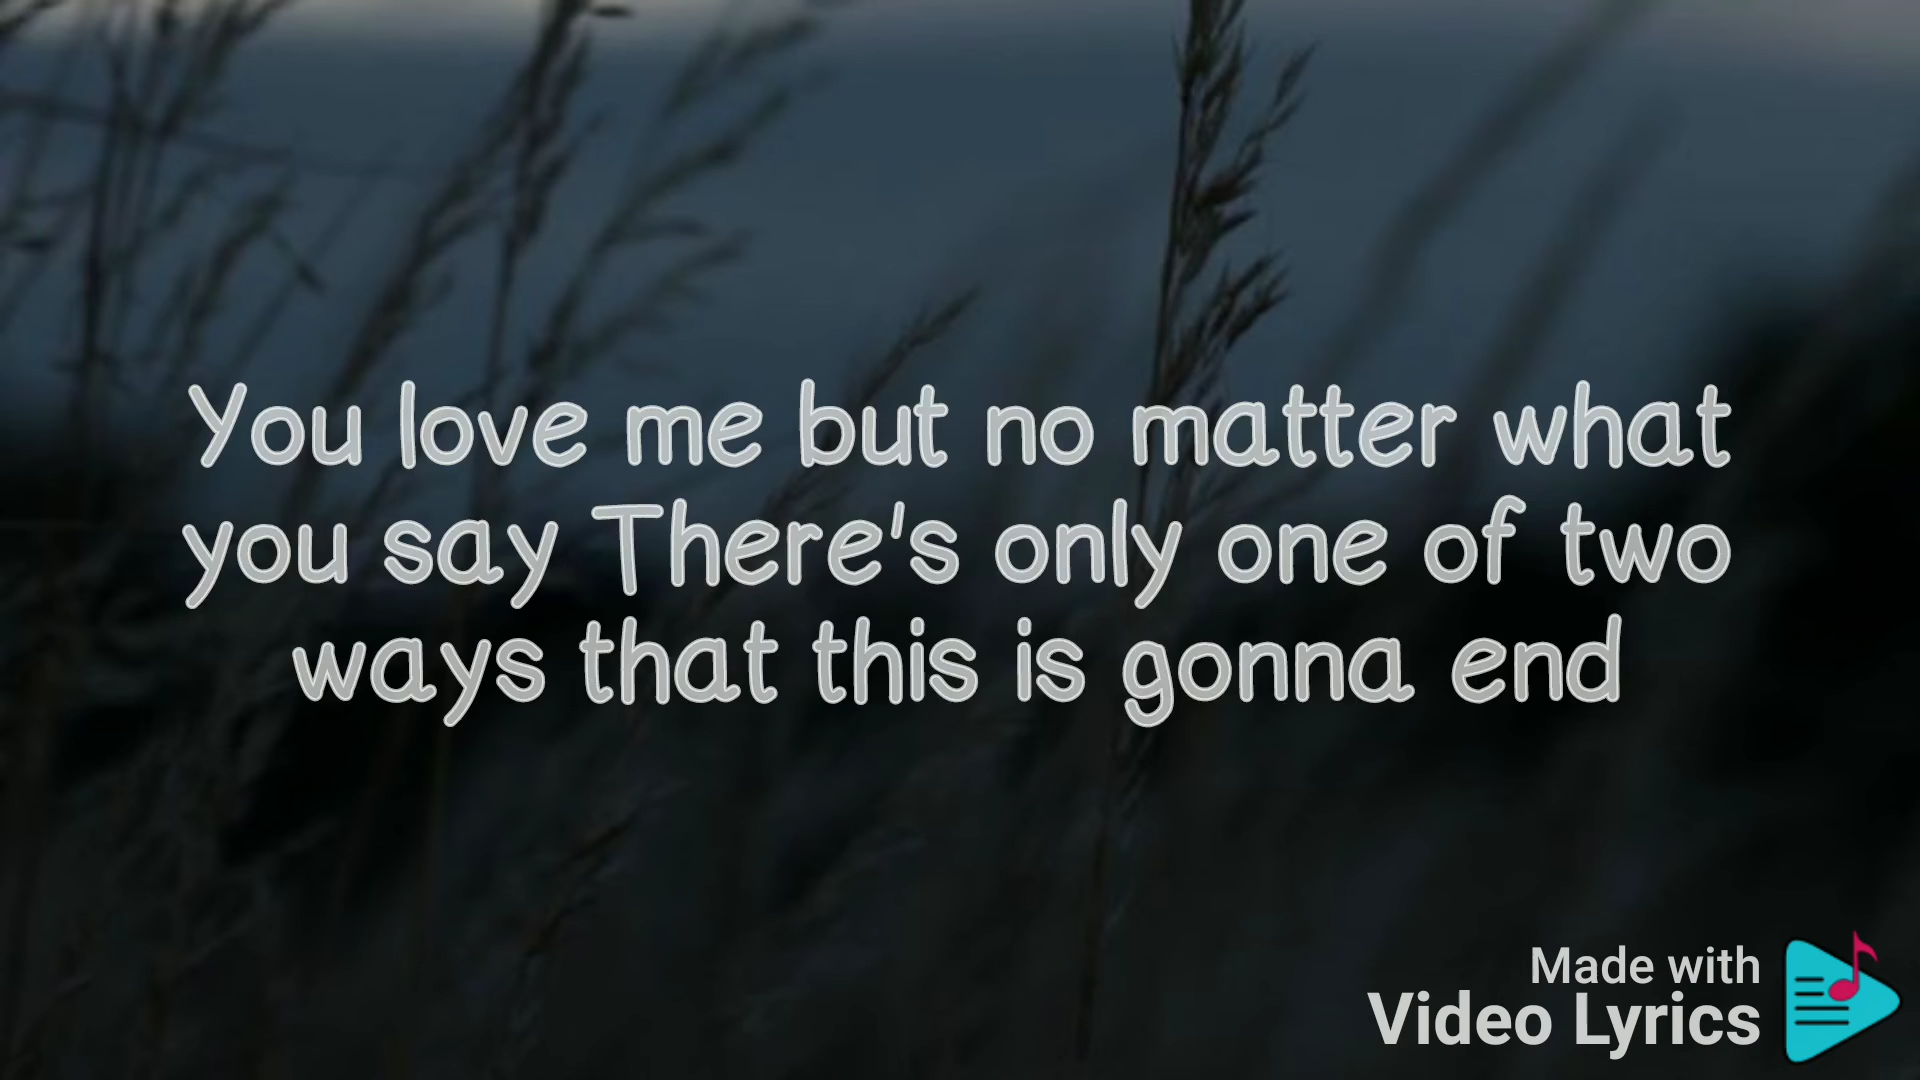 You love me but no matter what
you say There's only one of two
ways that this is gonna end
Made with
Video Lyrics